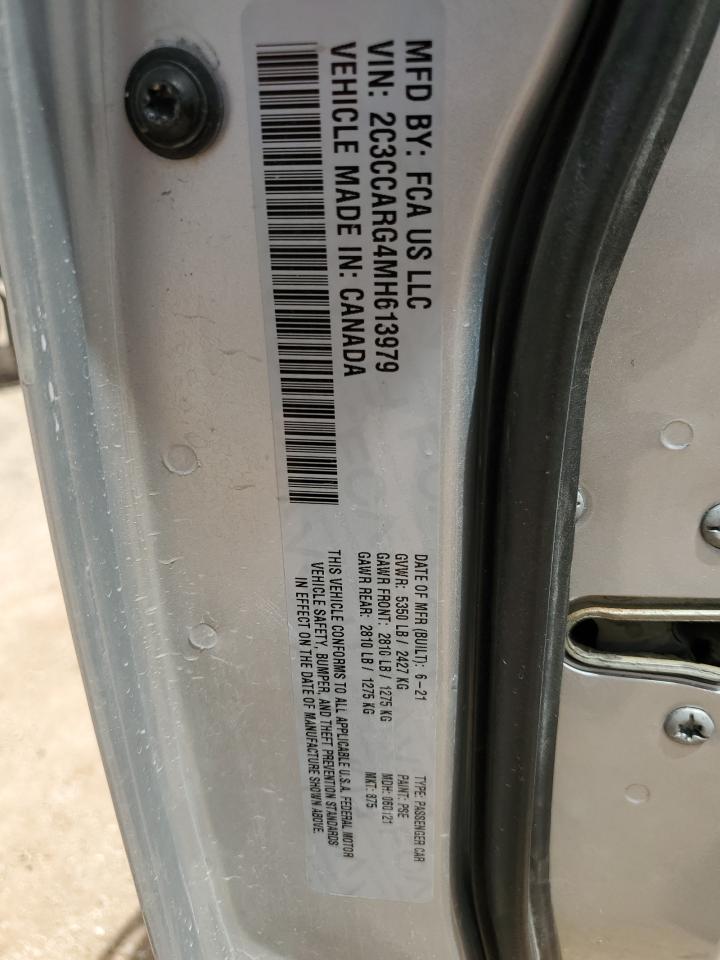 MFD BY: FCA US LLC
VIN: 2C3CCARG4MH613979
VEHICLE MADE IN: CANADA
DATE OF MFR (BUILT): 6-21
GVWR: 5350 LB / 2427 KG
GAWR FRONT: 2810 LB / 1275 KG
GAWR REAR: 2810 LB / 1275 KG
THIS VEHICLE CONFORMS TO ALL APPLICABLE U.S.A. FEDERAL MOTOR
VEHICLE SAFETY, BUMPER, AND THEFT PREVENTION STANDARDS
IN EFFECT ON THE DATE OF MANUFACTURE SHOWN ABOVE.
TYPE: PASSENGER CAR
PAINT: PSE
MDH: 060121
MKT: 875